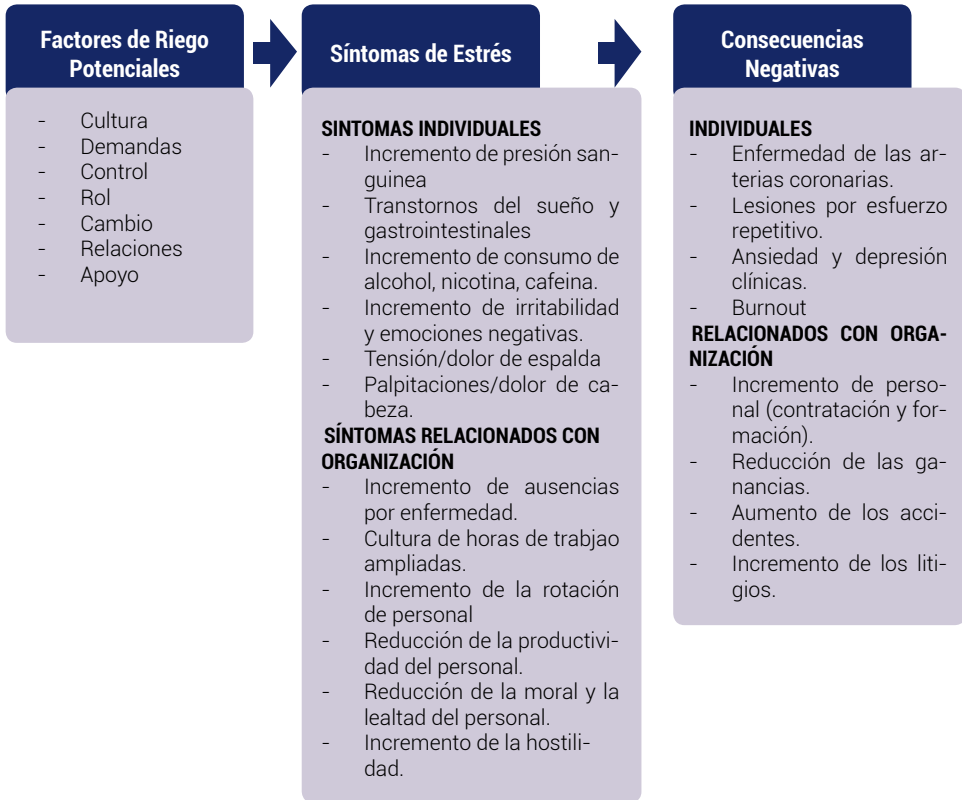 Factores de Riego
Potenciales
- Cultura
- Demandas
- Control
- Rol
- Cambio
- Relaciones
- Apoyo
Síntomas de Estrés
SINTOMAS INDIVIDUALES
- Incremento de presión san-
guinea
- Transtornos del sueño y
gastrointestinales
- Incremento de consumo de
alcohol, nicotina, cafeina.
- Incremento de irritabilidad
y emociones negativas.
- Tensión/dolor de espalda
- Palpitaciones/dolor de ca-
beza.
SÍNTOMAS RELACIONADOS CON
ORGANIZACIÓN
- Incremento de ausencias
por enfermedad.
- Cultura de horas de trabjao
ampliadas.
- Incremento de la rotación
de personal
- Reducción de la productivi-
dad del personal.
- Reducción de la moral y la
lealtad del personal.
- Incremento de la hostili-
dad.
Consecuencias
Negativas
INDIVIDUALES
- Enfermedad de las ar-
terias coronarias.
- Lesiones por esfuerzo
repetitivo.
- Ansiedad y depresión
clínicas.
- Burnout
RELACIONADOS CON ORGA-
NIZACIÓN
- Incremento de perso-
nal (contratación y for-
mación).
- Reducción de las ga-
nancias.
- Aumento de los acci-
dentes.
- Incremento de los liti-
gios.